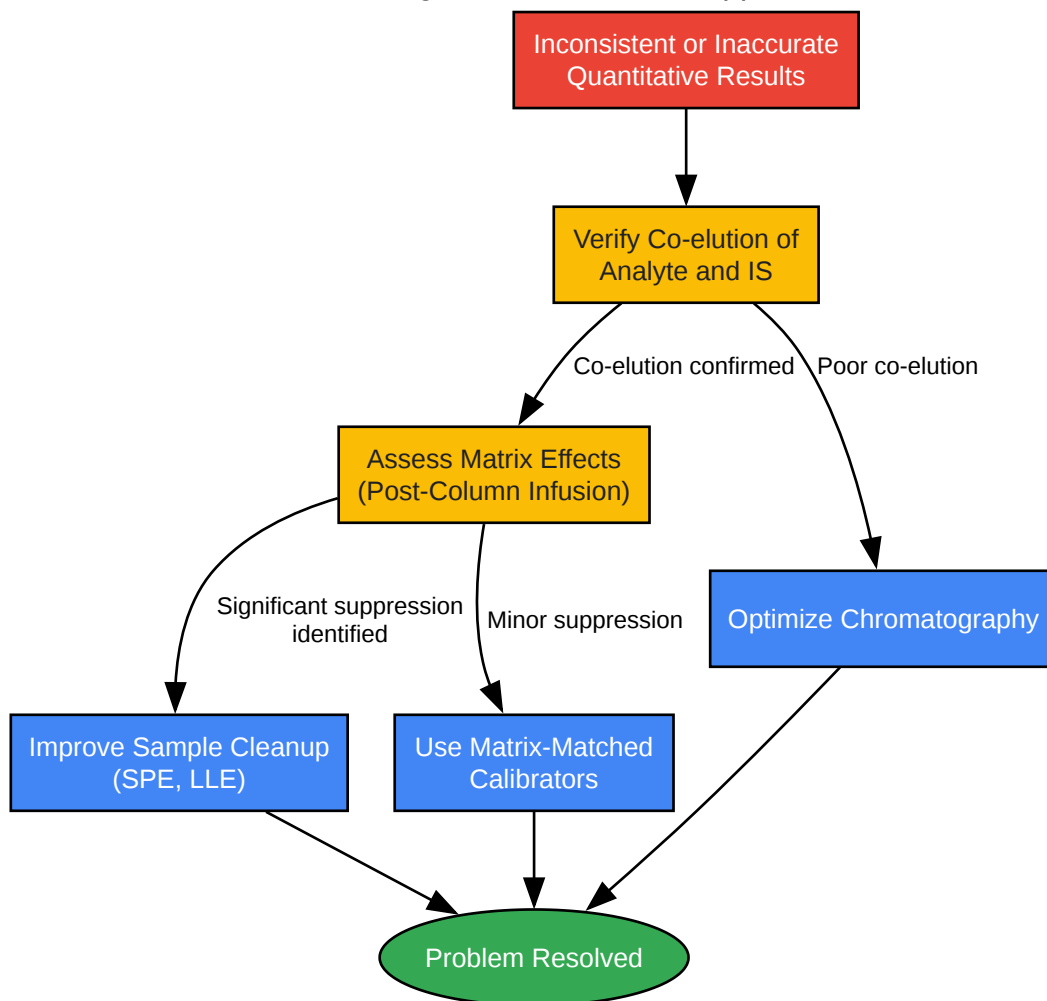 Inconsistent or Inaccurate
Quantitative Results
Verify Co-elution of
Analyte and IS
Co-elution confirmed
Poor co-elution
Assess Matrix Effects
(Post-Column Infusion)
Significant suppression
identified
Minor suppression
Optimize Chromatography
Improve Sample Cleanup
(SPE, LLE)
Use Matrix-Matched
Calibrators
Problem Resolved